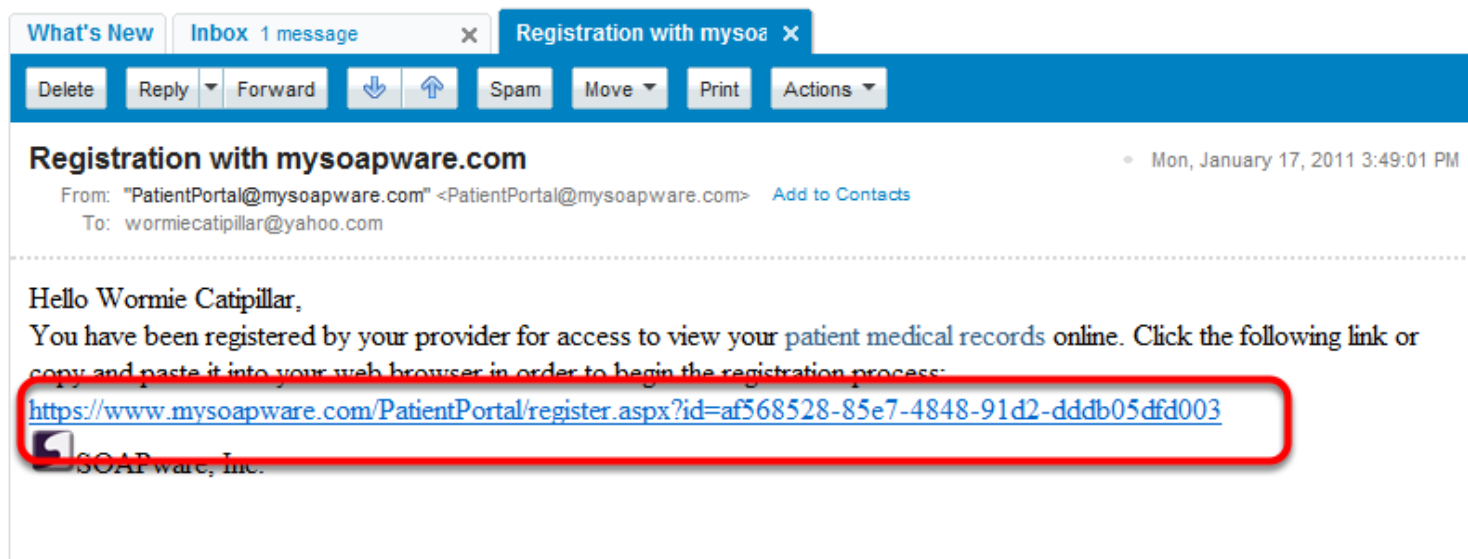 What's New Inbox 1 message Registration with mysoa
Delete Reply Forward Spam Move Print Actions
Registration with mysoapware.com Mon, January 17, 2011 3:49:01 PM
From: "PatientPortal@mysoapware.com" <PatientPortal@mysoapware.com> Add to Contacts
To: wormiecatipillar@yahoo.com
Hello Wormie Catipillar,
You have been registered by your provider for access to view your patient medical records online. Click the following link or
copy and paste it into your web browser in order to begin the registration process:
https://www.mysoapware.com/PatientPortal/register.aspx?id=af568528-85e7-4848-91d2-dddb05dfd003
SOAPware, Inc.